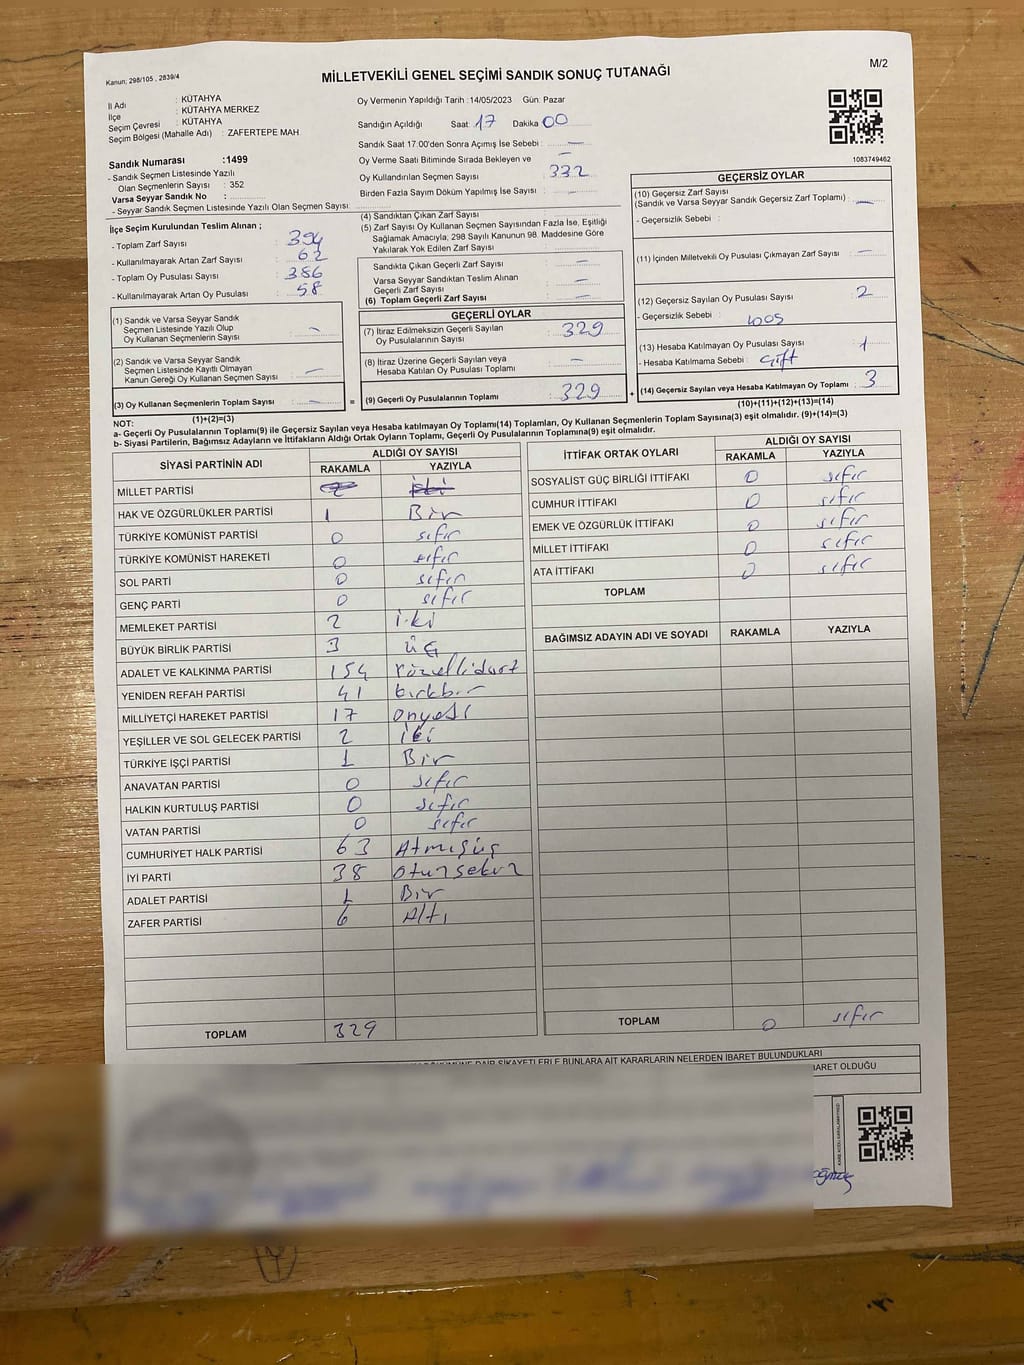 Kanun; 298/105 , 2839/4
MİLLETVEKİLİ GENEL SEÇİMİ SANDIK SONUÇ TUTANAĞI
M/2
İl Adı : KÜTAHYA
İlçe : KÜTAHYA MERKEZ
Seçim Çevresi : KÜTAHYA
Seçim Bölgesi (Mahalle Adı) : ZAFERTEPE MAH
Sandık Numarası :1499
- Sandık Seçmen Listesinde Yazılı
Olan Seçmenlerin Sayısı : 352
Varsa Seyyar Sandık No :
- Seyyar Sandık Seçmen Listesinde Yazılı Olan Seçmen Sayısı:
Oy Vermenin Yapıldığı Tarih :14/05/2023 Gün: Pazar
Sandığın Açıldığı Saat: 17 Dakika 00
Sandık Saat 17:00'den Sonra Açımış İse Sebebi : —
Oy Verme Saati Bitiminde Sırada Bekleyen ve —
Oy Kullandırılan Seçmen Sayısı : 332
Birden Fazla Sayım Döküm Yapılmış İse Sayısı : —
1083749462
İlçe Seçim Kurulundan Teslim Alınan ;
- Toplam Zarf Sayısı : 394
- Kullanılmayarak Artan Zarf Sayısı : 62
- Toplam Oy Pusulası Sayısı : 386
- Kullanılmayarak Artan Oy Pusulası : 58
(4) Sandıktan Çıkan Zarf Sayısı :
(5) Zarf Sayısı Oy Kullanan Seçmen Sayısından Fazla İse, Eşitliği
Sağlamak Amacıyla, 298 Sayılı Kanunun 98. Maddesine Göre
Yakılarak Yok Edilen Zarf Sayısı : —
Sandıkta Çıkan Geçerli Zarf Sayısı : —
Varsa Seyyar Sandıktan Teslim Alınan
Geçerli Zarf Sayısı : —
(6) Toplam Geçerli Zarf Sayısı : —
GEÇERSİZ OYLAR
(10) Geçersiz Zarf Sayısı
(Sandık ve Varsa Seyyar Sandık Geçersiz Zarf Toplamı) : —
- Geçersizlik Sebebi :
(11) İçinden Milletvekili Oy Pusulası Çıkmayan Zarf Sayısı : —
(12) Geçersiz Sayılan Oy Pusulası Sayısı : 2
- Geçersizlik Sebebi :
(13) Hesaba Katılmayan Oy Pusulası Sayısı : 1
- Hesaba Katılmama Sebebi : Çift
(14) Geçersiz Sayılan veya Hesaba Katılmayan Oy Toplamı : 3
(10)+(11)+(12)+(13)=(14)
(1) Sandık ve Varsa Seyyar Sandık
Seçmen Listesinde Yazılı Olup
Oy Kullanan Seçmenlerin Sayısı : —
(2) Sandık ve Varsa Seyyar Sandık
Seçmen Listesinde Kayıtlı Olmayan
Kanun Gereği Oy Kullanan Seçmen Sayısı : —
(3) Oy Kullanan Seçmenlerin Toplam Sayısı : —
(1)+(2)=(3)
=
GEÇERLİ OYLAR
(7) İtiraz Edilmeksizin Geçerli Sayılan
Oy Pusulalarının Sayısı : 329
(8) İtiraz Üzerine Geçerli Sayılan veya
Hesaba Katılan Oy Pusulası Toplamı : —
(9) Geçerli Oy Pusulalarının Toplamı : 329
+
NOT:
a- Geçerli Oy Pusulalarının Toplamı(9) ile Geçersiz Sayılan veya Hesaba katılmayan Oy Toplamı(14) Toplamları, Oy Kullanan Seçmenlerin Toplam Sayısına(3) eşit olmalıdır. (9)+(14)=(3)
b- Siyasi Partilerin, Bağımsız Adayların ve İttifakların Aldığı Ortak Oyların Toplamı, Geçerli Oy Pusulalarının Toplamına(9) eşit olmalıdır.
SİYASİ PARTİNİN ADI ALDIĞI OY SAYISI
RAKAMLA YAZIYLA
MİLLET PARTİSİ 2 iki
HAK VE ÖZGÜRLÜKLER PARTİSİ 1 Bir
TÜRKİYE KOMÜNİST PARTİSİ 0 sıfır
TÜRKİYE KOMÜNİST HAREKETİ 0 sıfır
SOL PARTİ 0 sıfır
GENÇ PARTİ 0 sıfır
MEMLEKET PARTİSİ 2 iki
BÜYÜK BİRLİK PARTİSİ 3 üç
ADALET VE KALKINMA PARTİSİ 154 Yüzellidört
YENİDEN REFAH PARTİSİ 41 kırkbir
MİLLİYETÇİ HAREKET PARTİSİ 17 onyedi
YEŞİLLER VE SOL GELECEK PARTİSİ 2 iki
TÜRKİYE İŞÇİ PARTİSİ 1 Bir
ANAVATAN PARTİSİ 0 sıfır
HALKIN KURTULUŞ PARTİSİ 0 sıfır
VATAN PARTİSİ 0 sıfır
CUMHURİYET HALK PARTİSİ 63 Atmışüç
İYİ PARTİ 38 Otuzsekiz
ADALET PARTİSİ 1 Bir
ZAFER PARTİSİ 6 Altı
TOPLAM 329
İTTİFAK ORTAK OYLARI ALDIĞI OY SAYISI
RAKAMLA YAZIYLA
SOSYALİST GÜÇ BİRLİĞİ İTTİFAKI 0 sıfır
CUMHUR İTTİFAKI 0 sıfır
EMEK VE ÖZGÜRLÜK İTTİFAKI 0 sıfır
MİLLET İTTİFAKI 0 sıfır
ATA İTTİFAKI 0 sıfır
TOPLAM
BAĞIMSIZ ADAYIN ADI VE SOYADI RAKAMLA YAZIYLA
TOPLAM 0 sıfır
DAİR ŞİKAYETLERLE BUNLARA AİT KARARLARIN NELERDEN İBARET BULUNDUKLARI
OLDUĞU